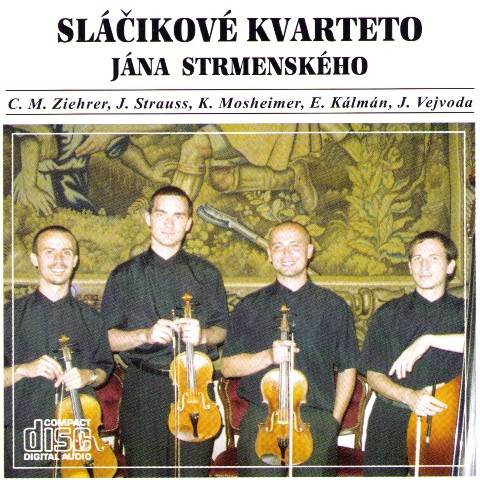 SLÁČIKOVÉ KVARTETO
JÁNA STRMENSKÉHO
C. M. Ziehrer, J. Strauss, K. Mosheimer, E. Kálmán, J. Vejvoda
COMPACT
disc
DIGITAL AUDIO